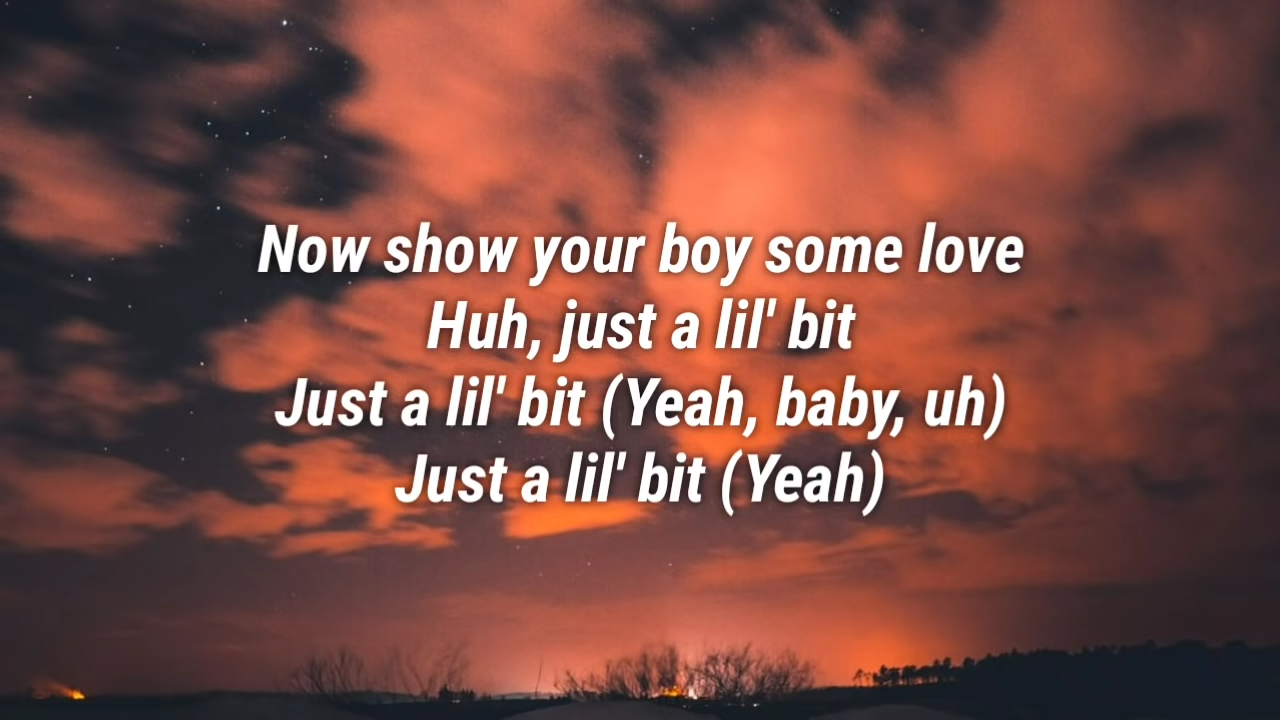 Now show your boy some love
Huh, just a lil' bit
Just a lil' bit (Yeah, baby, uh)
Just a lil' bit (Yeah)